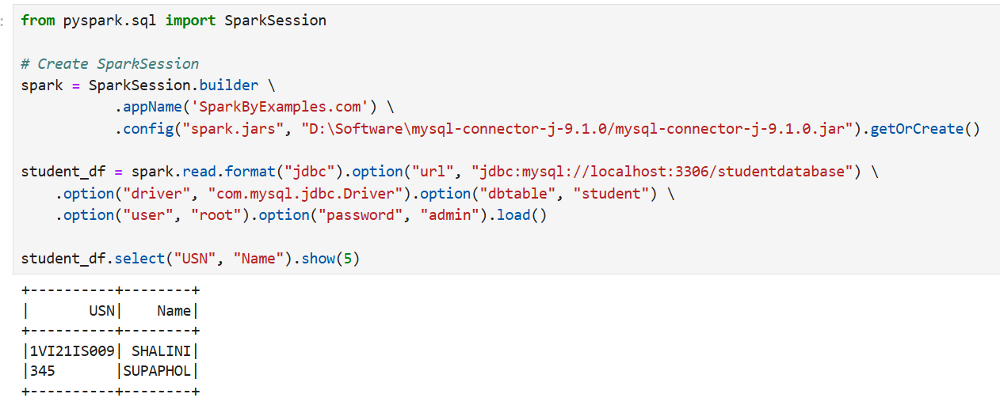 :
from pyspark.sql import SparkSession
# Create SparkSession
spark = SparkSession.builder \
.appName('SparkByExamples.com') \
.config("spark.jars", "D:\Software\mysql-connector-j-9.1.0/mysql-connector-j-9.1.0.jar").getOrCreate()
student_df = spark.read.format("jdbc").option("url", "jdbc:mysql://localhost:3306/studentdatabase") \
.option("driver", "com.mysql.jdbc.Driver").option("dbtable", "student") \
.option("user", "root").option("password", "admin").load()
student_df.select("USN", "Name").show(5)
+----------+--------+
|       USN|    Name|
+----------+--------+
|1VI21IS009| SHALINI|
|345       |SUPAPHOL|
+----------+--------+